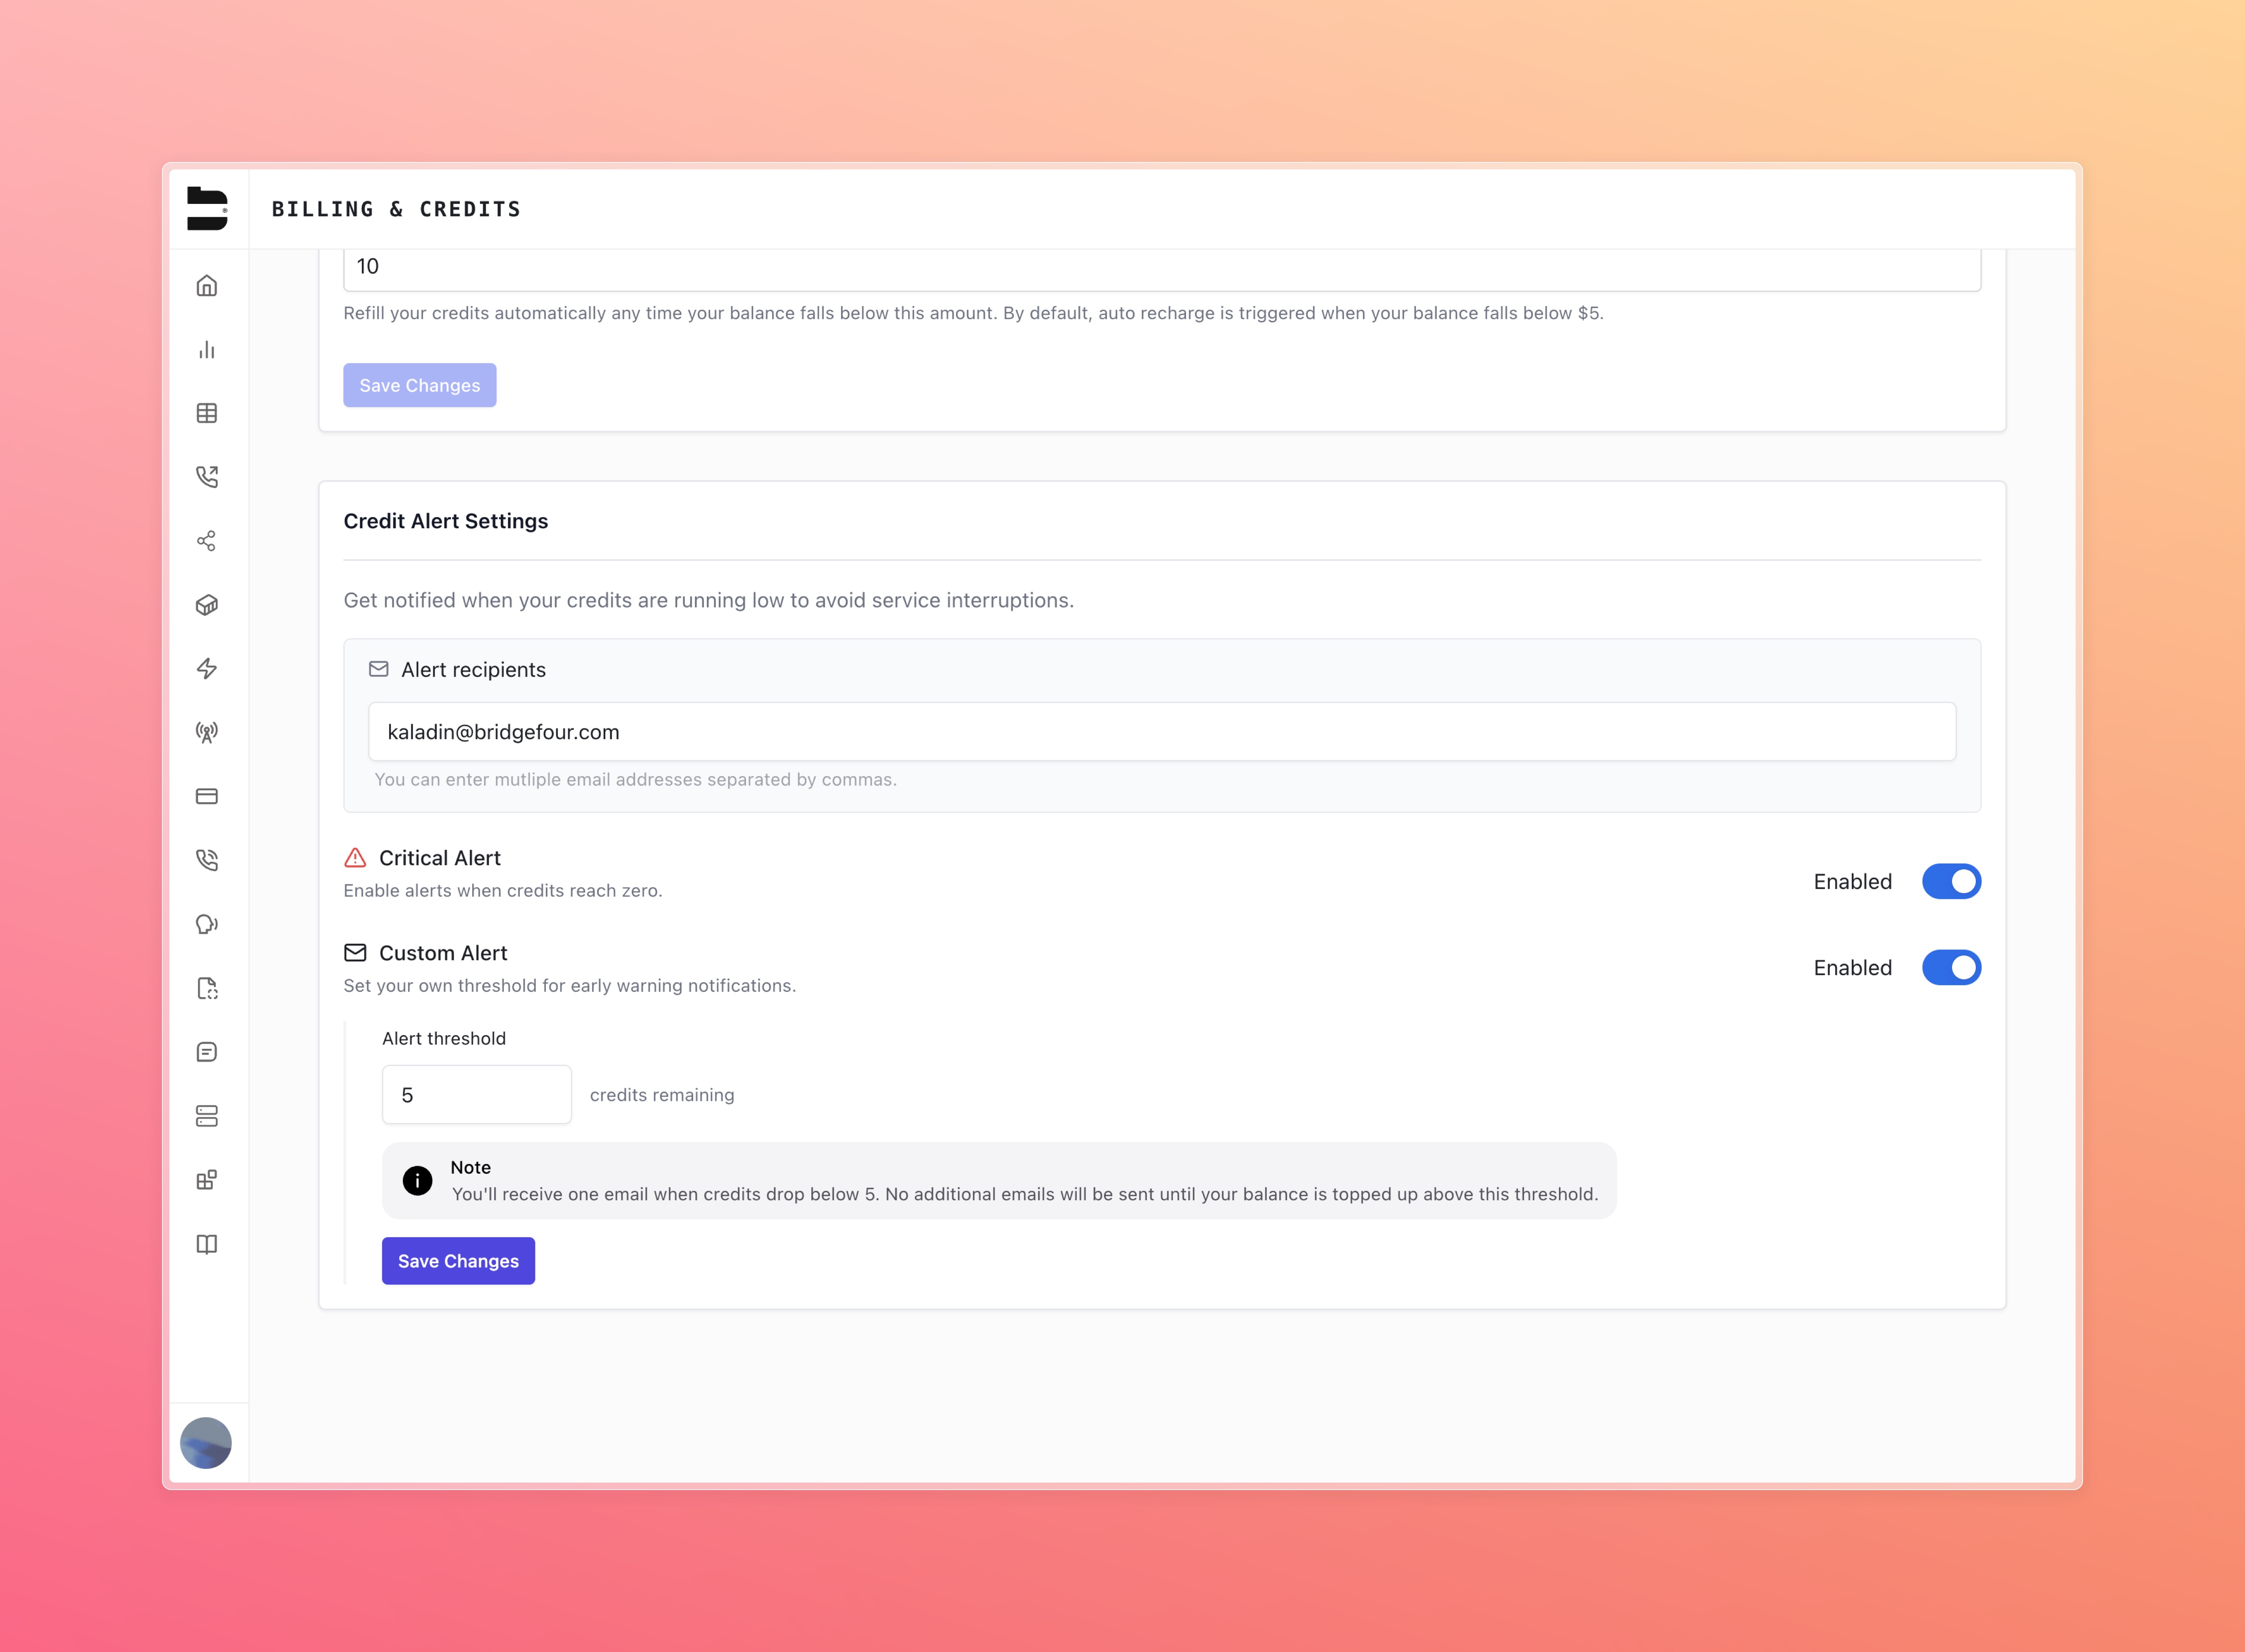 BILLING & CREDITS
10
Refill your credits automatically any time your balance falls below this amount. By default, auto recharge is triggered when your balance falls below $5.
Save Changes
Credit Alert Settings
Get notified when your credits are running low to avoid service interruptions.
Alert recipients
kaladin@bridgefour.com
You can enter mutliple email addresses separated by commas.
Critical Alert
Enable alerts when credits reach zero.
Enabled
Custom Alert
Set your own threshold for early warning notifications.
Enabled
Alert threshold
5
credits remaining
Note
You'll receive one email when credits drop below 5. No additional emails will be sent until your balance is topped up above this threshold.
Save Changes